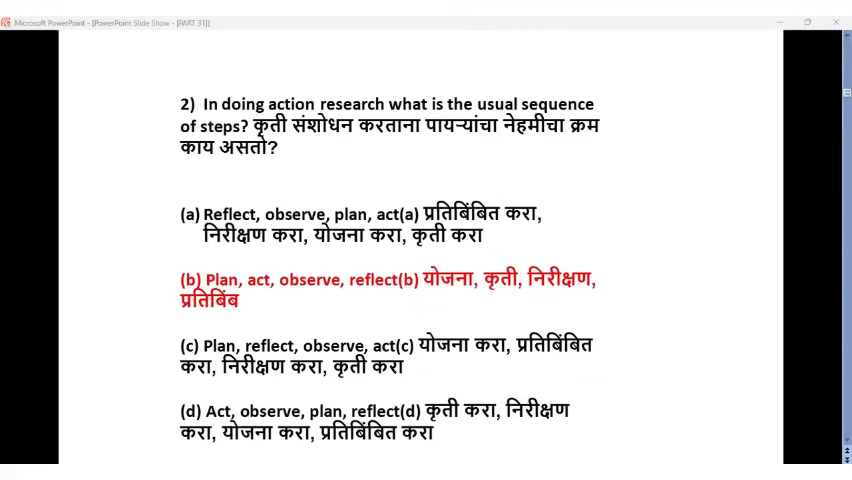 Microsoft PowerPoint - [PowerPoint Slide Show - [PART 31]]
2) In doing action research what is the usual sequence
of steps? कृती संशोधन करताना पायऱ्यांचा नेहमीचा क्रम
काय असतो?
(a) Reflect, observe, plan, act(a) प्रतिबिंबित करा,
निरीक्षण करा, योजना करा, कृती करा
(b) Plan, act, observe, reflect(b) योजना, कृती, निरीक्षण,
प्रतिबिंब
(c) Plan, reflect, observe, act(c) योजना करा, प्रतिबिंबित
करा, निरीक्षण करा, कृती करा
(d) Act, observe, plan, reflect(d) कृती करा, निरीक्षण
करा, योजना करा, प्रतिबिंबित करा